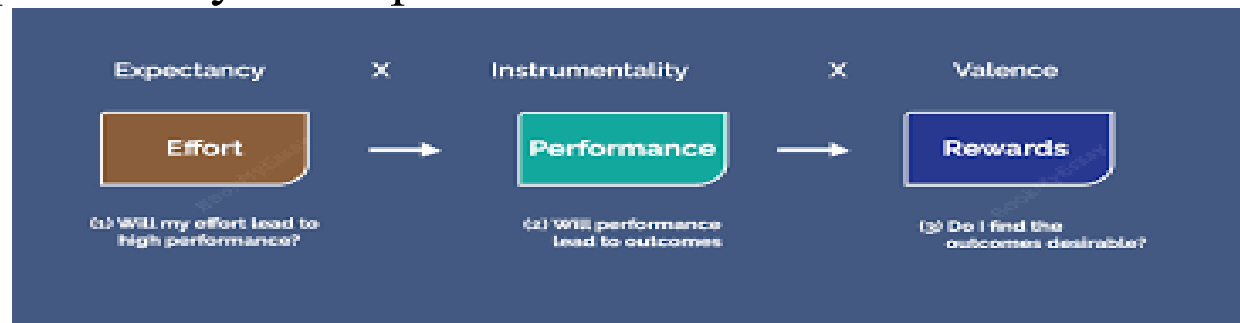 Expectancy X Instrumentality X Valence
Effort Performance Rewards
(1) Will my effort lead to (2) Will performance (3) Do I find the
high performance? lead to outcomes outcomes desirable?